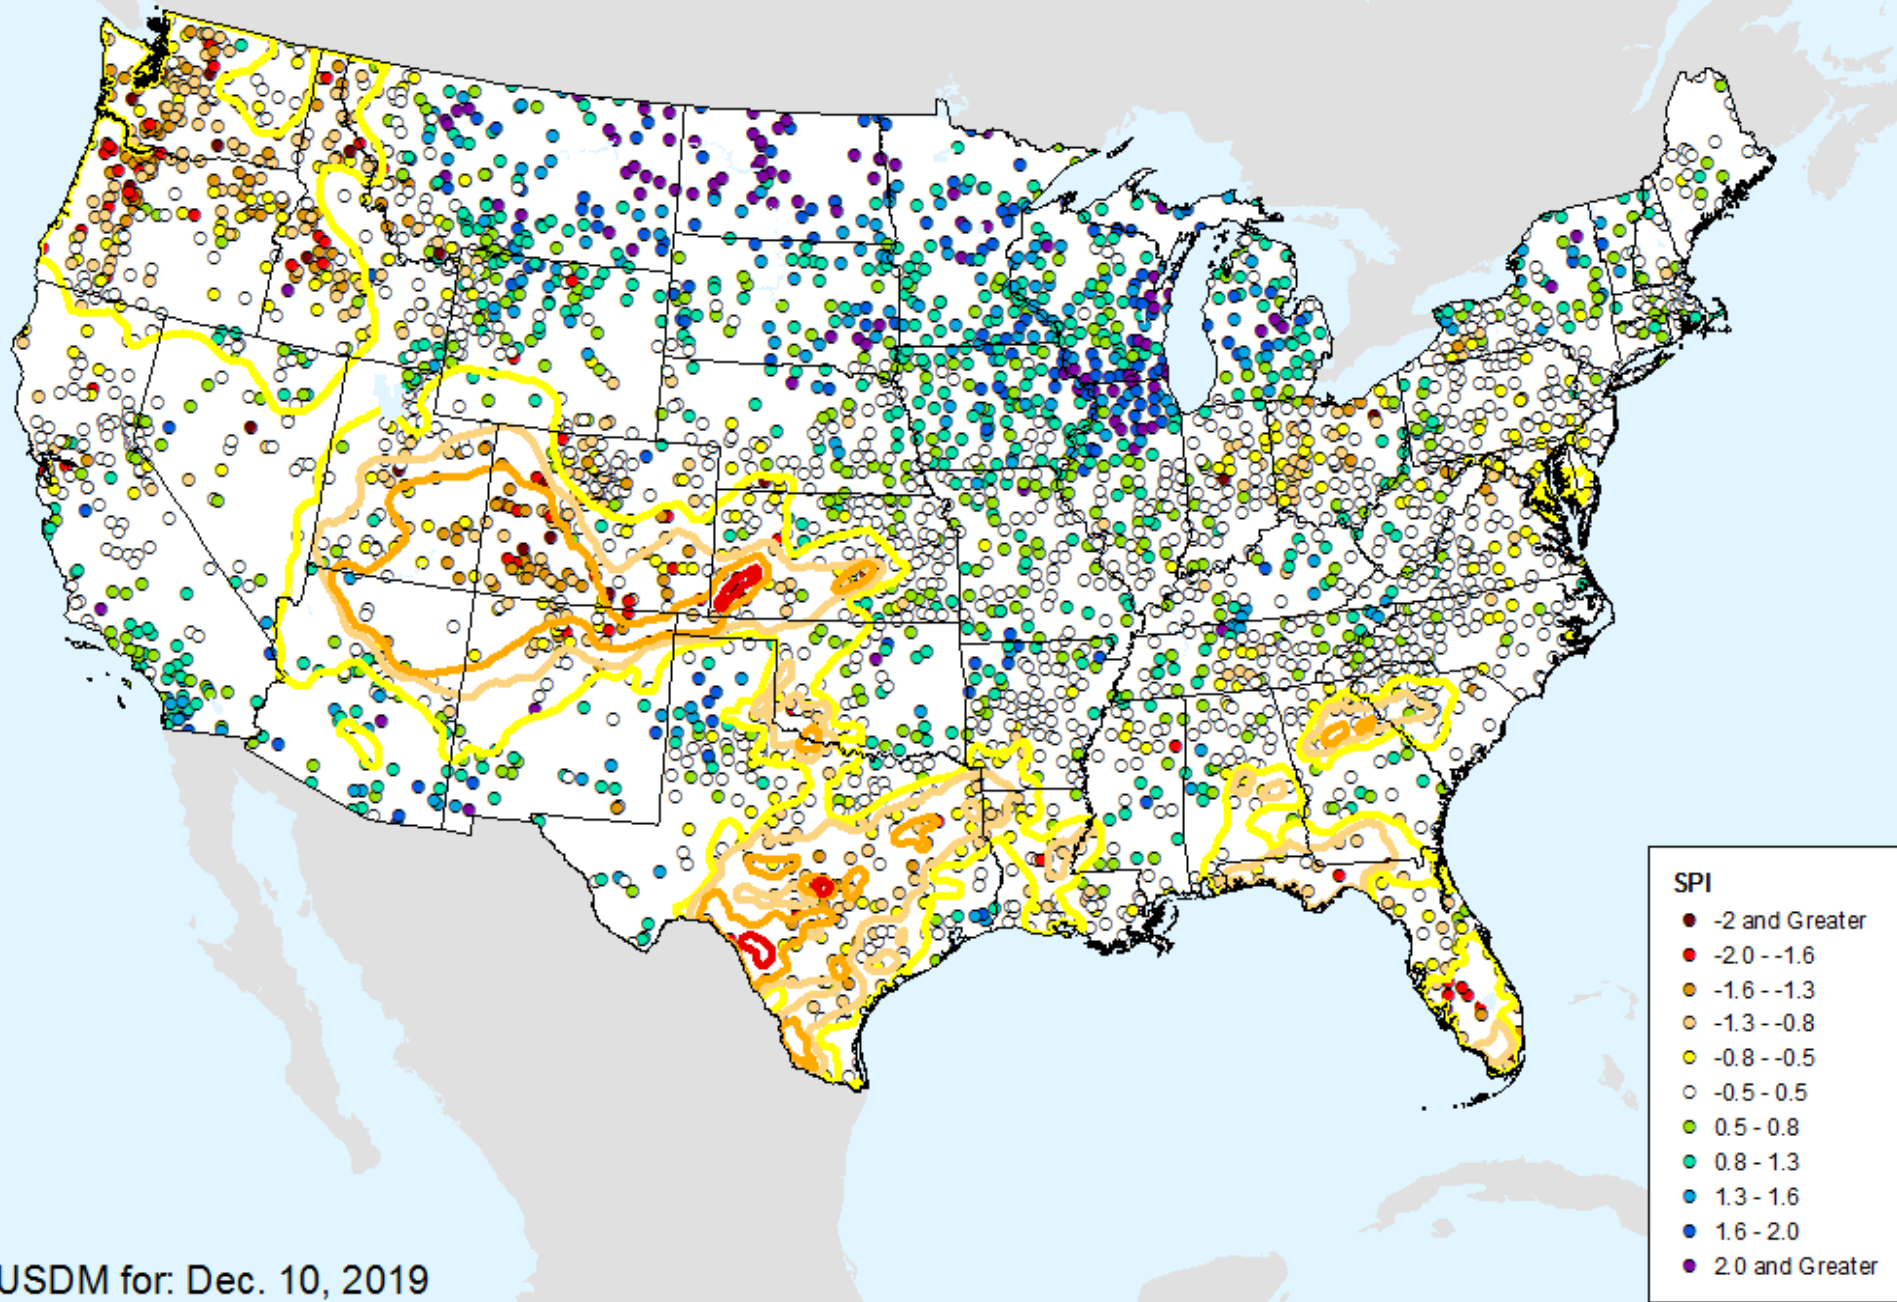 SPI
-2 and Greater
-2.0 - -1.6
-1.6 - -1.3
-1.3 - -0.8
-0.8 - -0.5
-0.5 - 0.5
0.5 - 0.8
0.8 - 1.3
1.3 - 1.6
1.6 - 2.0
2.0 and Greater
USDM for: Dec. 10, 2019